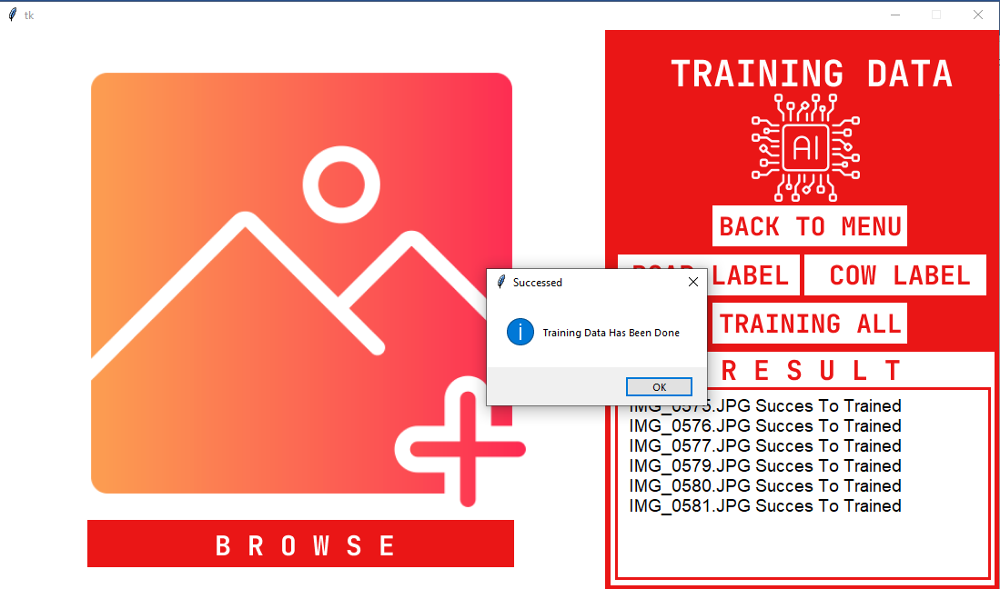 tk
TRAINING DATA
AI
BACK TO MENU
LABEL
COW LABEL
TRAINING ALL
RESULT
Successed
Training Data Has Been Done
OK
IMG_0575.JPG Succes To Trained
IMG_0576.JPG Succes To Trained
IMG_0577.JPG Succes To Trained
IMG_0579.JPG Succes To Trained
IMG_0580.JPG Succes To Trained
IMG_0581.JPG Succes To Trained
BROWSE